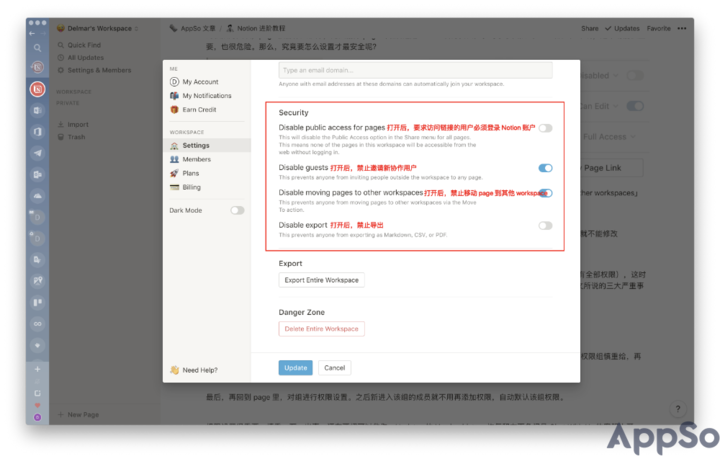 Delmar's Workspace
AppSo 文章 / Notion 进阶教程
Share ✓ Updates Favorite •••
Quick Find
All Updates
Settings & Members
WORKSPACE
PRIVATE
Import
Trash
New Page
要，也很危险。那么，究竟要怎么设置才是安全呢?
ME
My Account
My Notifications
Earn Credit
WORKSPACE
Settings
Members
Plans
Billing
Dark Mode
Need Help?
Type an email domain...
Anyone with email addresses at these domains can automatically join your workspace.
Security
Disable public access for pages 打开后，要求访问链接的用户必须登录 Notion 账户
This will disable the Public Access option in the Share menu for all pages.
This means none of the pages in this workspace will be accessible from the
web without logging in.
Disable guests 打开后，禁止邀请新协作用户
This prevents anyone from inviting people outside the workspace to any page.
Disable moving pages to other workspaces 打开后，禁止移动 page 到其他 workspace
This prevents anyone from moving pages to other workspaces via the Move
To action.
Disable export 打开后，禁止导出
This prevents anyone from exporting as Markdown, CSV, or PDF.
Export
Export Entire Workspace
Danger Zone
Delete Entire Workspace
Update
Cancel
Can Edit
Full Access
Page Link
ther workspaces」
就不能修改
有全部权限），这时
文所说的三大严重事
权限组慎重给，再
最后，再回到 page 里，对组进行权限设置，之后新进入该组的成员就不用再添加权限，自动默认该组权限。
?
AppSo